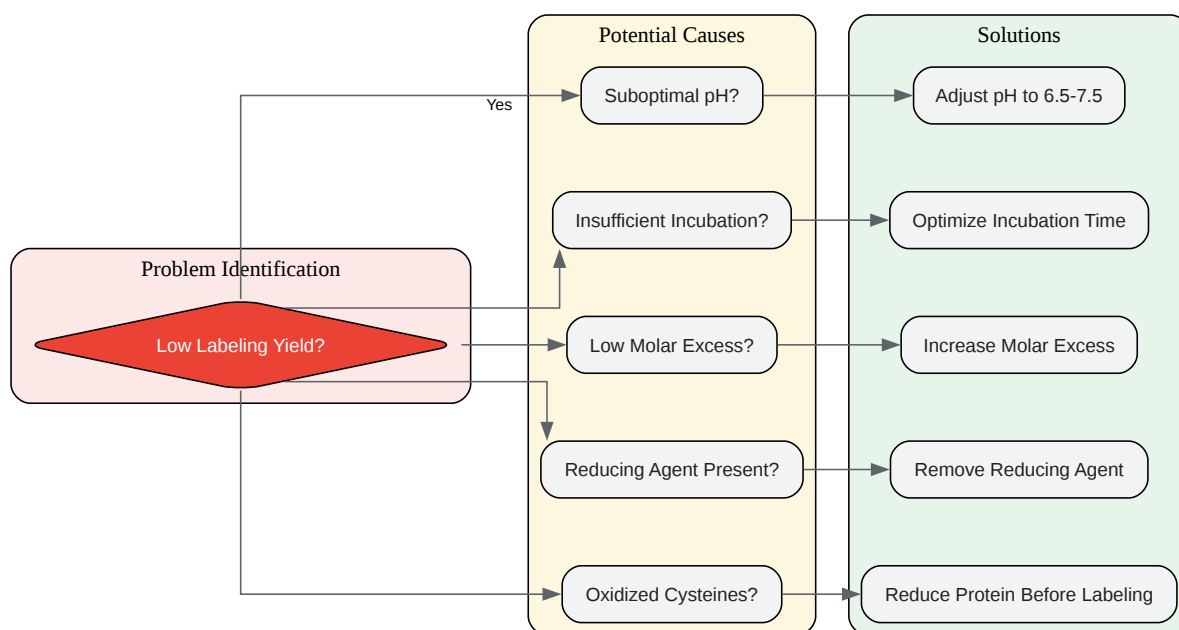 Potential Causes
Solutions
Suboptimal pH?
Adjust pH to 6.5-7.5
Yes
Insufficient Incubation?
Optimize Incubation Time
Problem Identification
Low Labeling Yield?
Low Molar Excess?
Increase Molar Excess
Reducing Agent Present?
Remove Reducing Agent
Oxidized Cysteines?
Reduce Protein Before Labeling